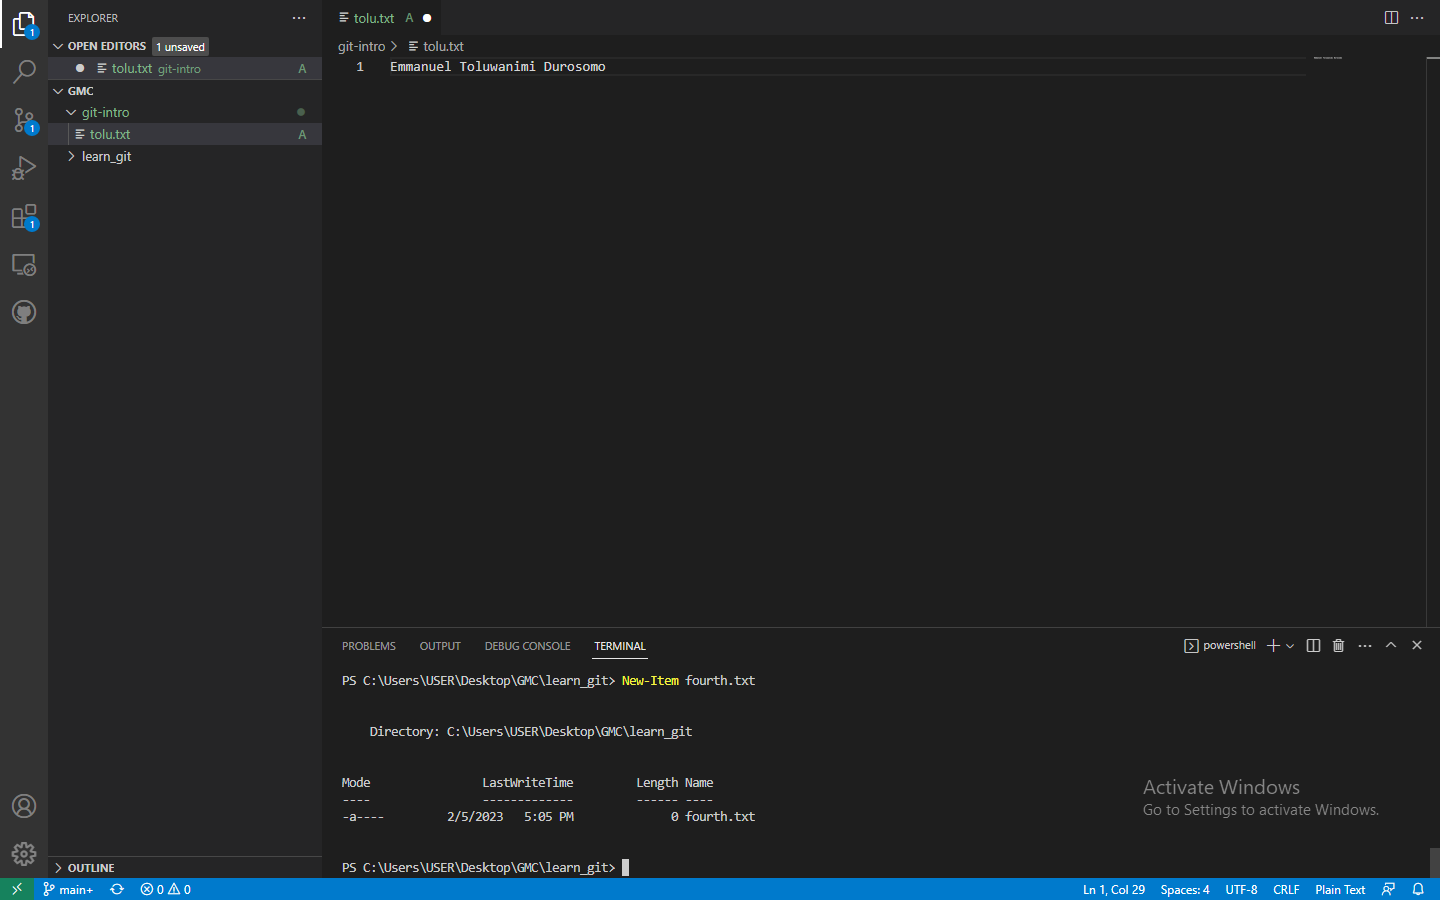 EXPLORER
OPEN EDITORS 1 unsaved
tolu.txt git-intro A
GMC
git-intro
tolu.txt A
learn_git
OUTLINE
1
1
1
tolu.txt A
git-intro > tolu.txt
1 Emmanuel Toluwanimi Durosomo
PROBLEMS OUTPUT DEBUG CONSOLE TERMINAL powershell
PS C:\Users\USER\Desktop\GMC\learn_git> New-Item fourth.txt
Directory: C:\Users\USER\Desktop\GMC\learn_git
Mode LastWriteTime Length Name
---- ------------- ------ ----
-a---- 2/5/2023 5:05 PM 0 fourth.txt
PS C:\Users\USER\Desktop\GMC\learn_git>
Activate Windows
Go to Settings to activate Windows.
main+ 0 0 Ln 1, Col 29 Spaces: 4 UTF-8 CRLF Plain Text